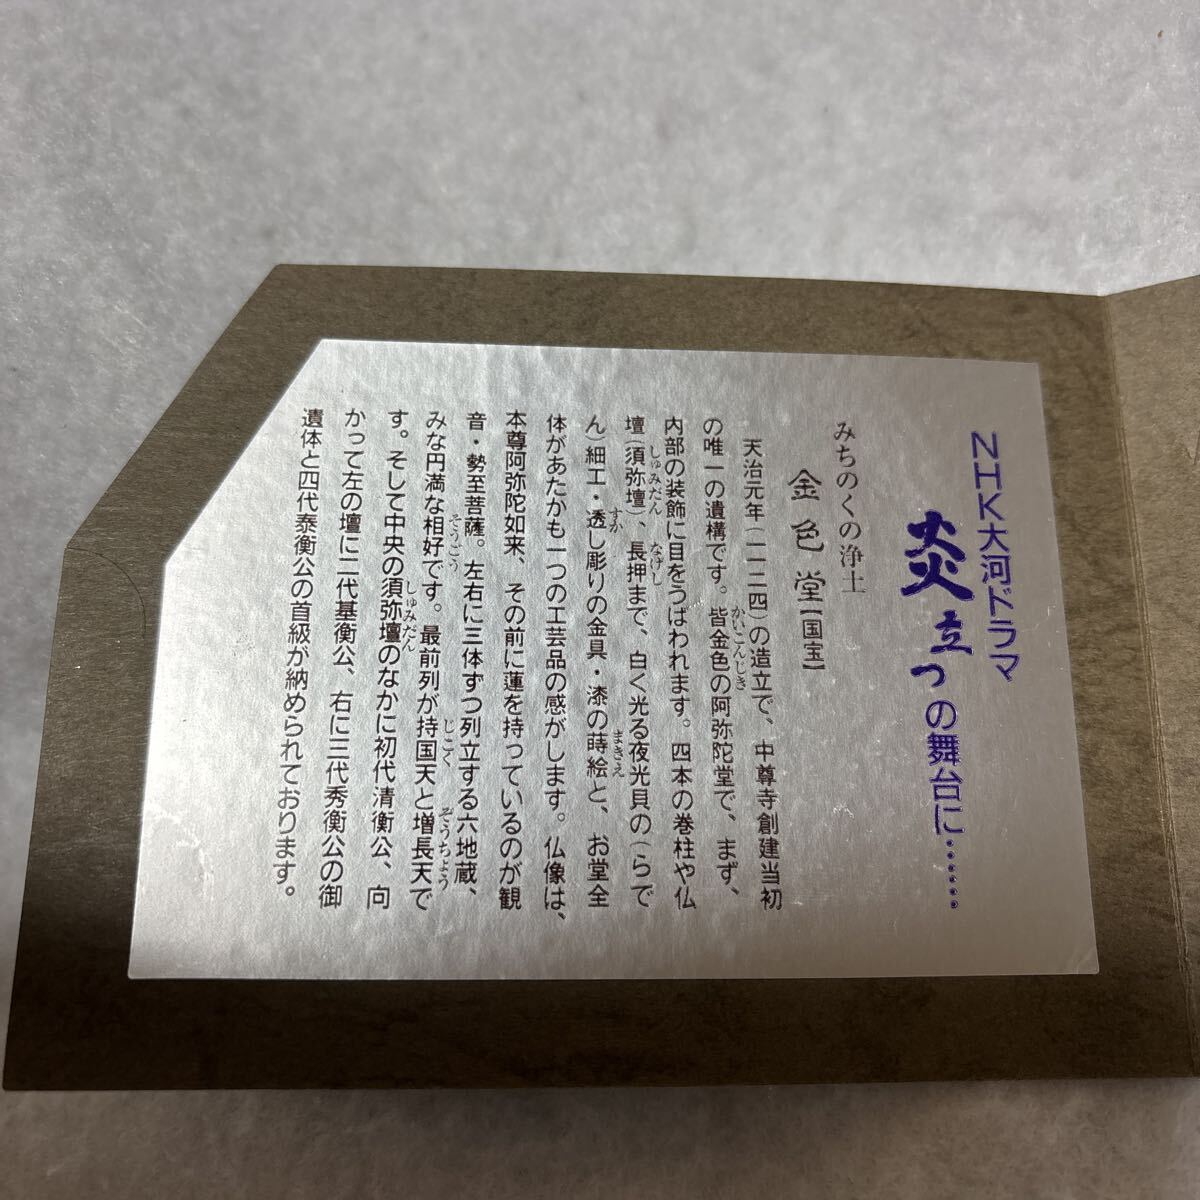 NHK大河ドラマ
炎立つの舞台に……
みちのくの浄土
金色堂【国宝】
天治元年(一一二四)の造立で、中尊寺創建当初
の唯一の遺構です。皆金色の阿弥陀堂で、まず、
内部の装飾に目をうばわれます。四本の巻柱や仏
壇(須弥壇)、長押まで、白く光る夜光貝の(らで
ん)細工・透し彫りの金具・漆の蒔絵と、お堂全
体があたかも一つの工芸品の感がします。仏像は、
本尊阿弥陀如来、その前に蓮を持っているのが観
音・勢至菩薩。左右に三体ずつ列立する六地蔵、
みな円満な相好です。最前列が持国天と増長天で
す。そして中央の須弥壇のなかに初代清衡公、向
かって左の壇に二代基衡公、右に三代秀衡公の御
遺体と四代泰衡公の首級が納められております。